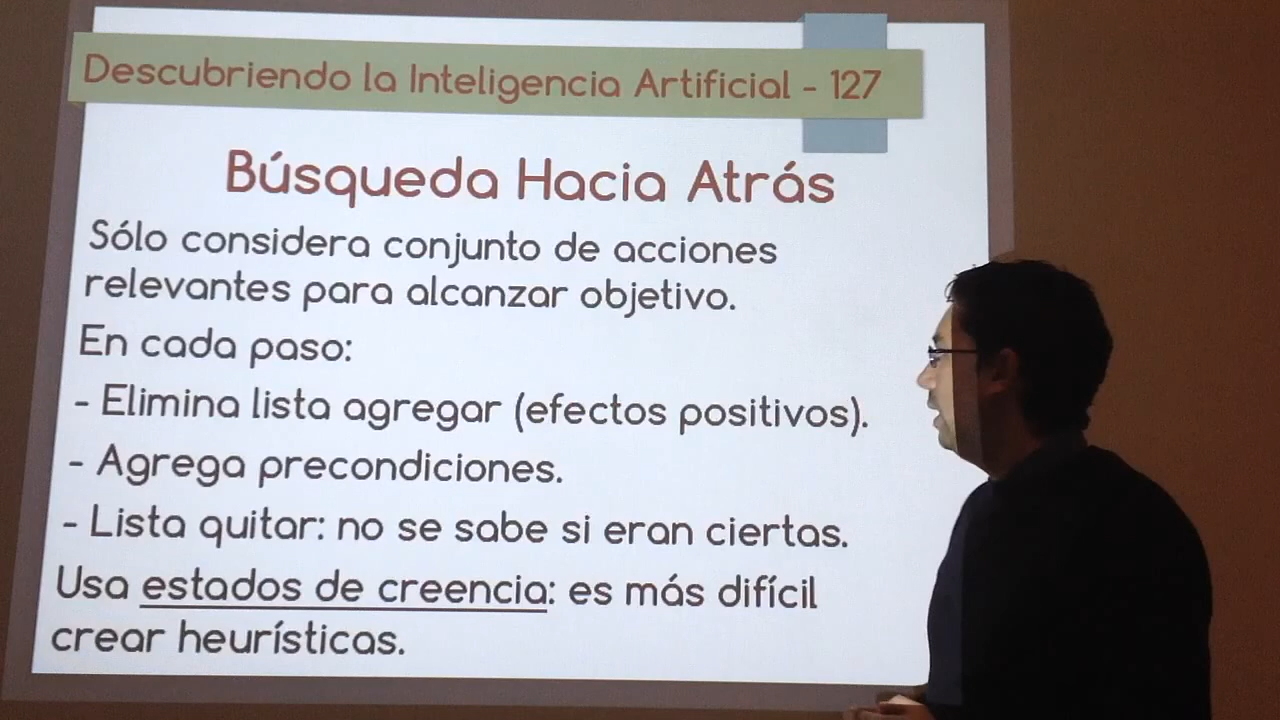 Descubriendo la Inteligencia Artificial - 127
Búsqueda Hacia Atrás
Sólo considera conjunto de acciones
relevantes para alcanzar objetivo.
En cada paso:
- Elimina lista agregar (efectos positivos).
- Agrega precondiciones.
- Lista quitar: no se sabe si eran ciertas.
Usa estados de creencia: es más difícil
crear heurísticas.